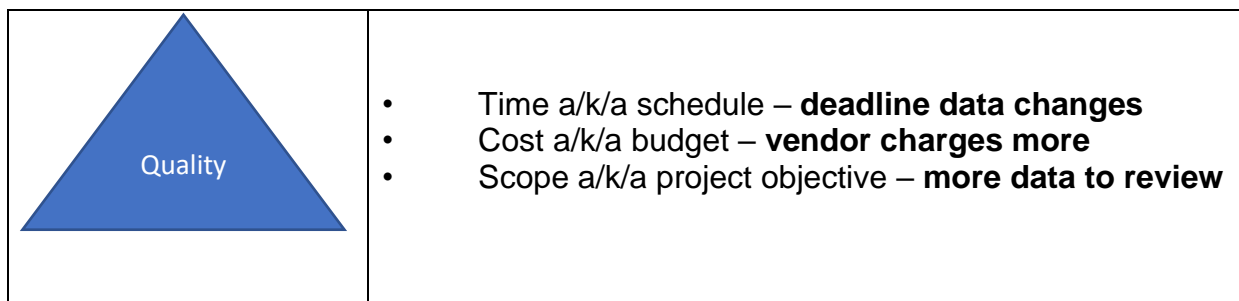 Quality
• Time a/k/a schedule – deadline data changes
• Cost a/k/a budget – vendor charges more
• Scope a/k/a project objective – more data to review